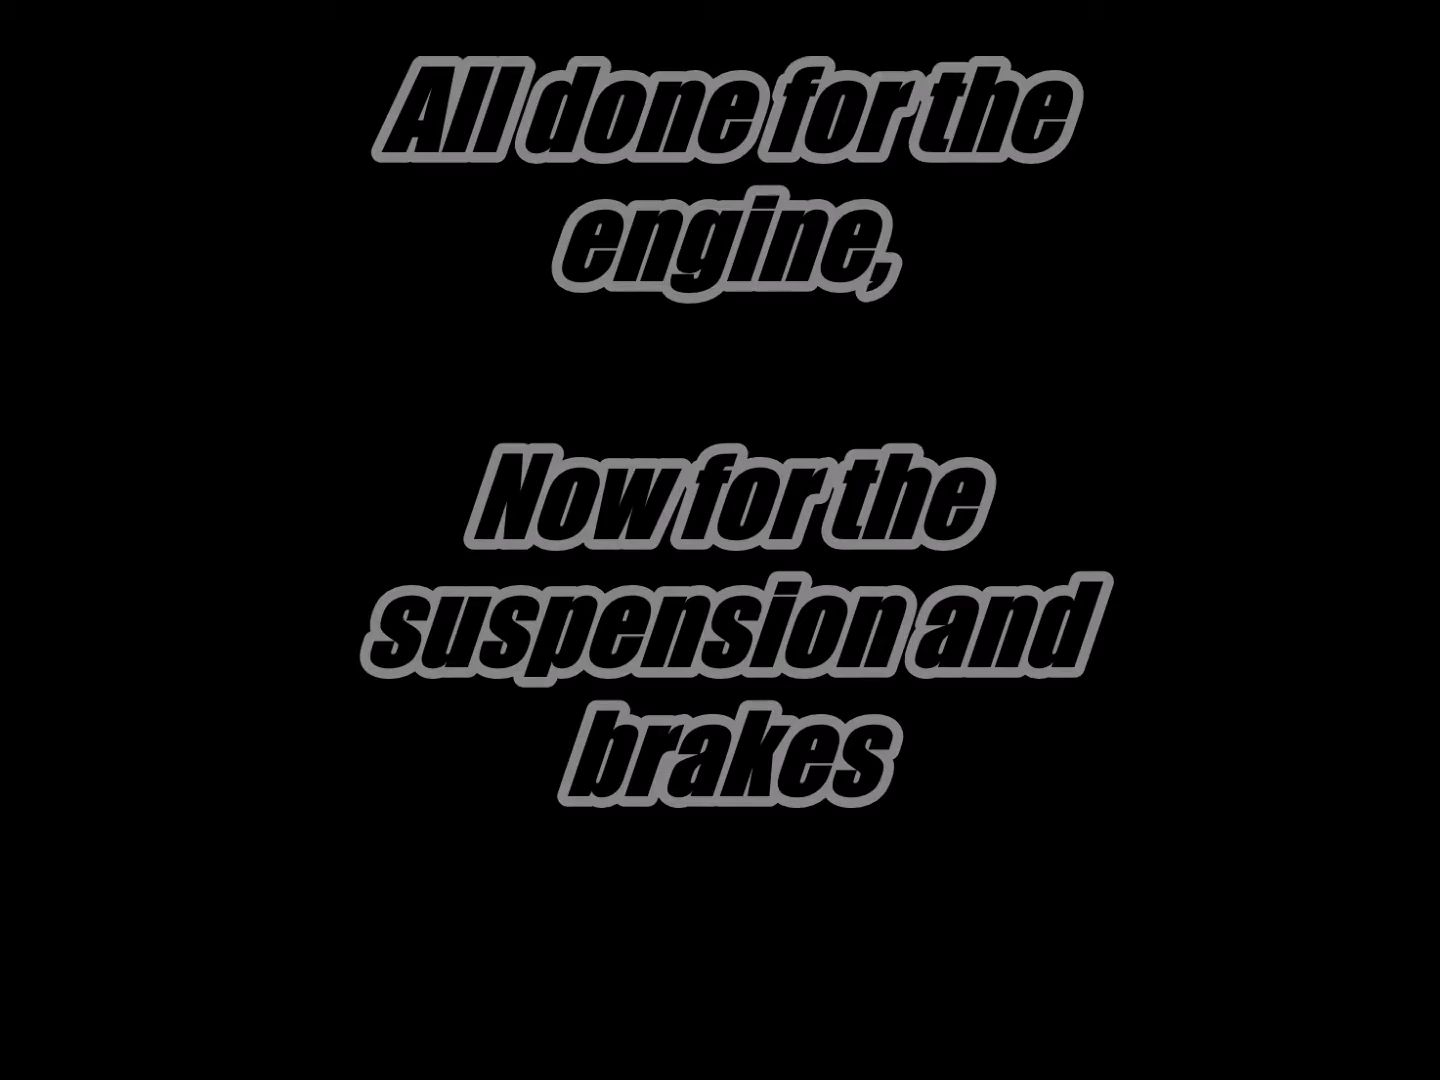 All done for the
engine,
Now for the
suspension and
brakes